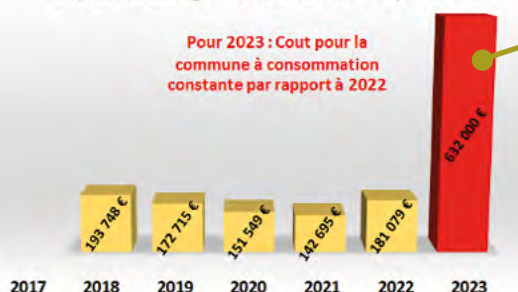 Pour 2023 : Cout pour la
commune à consommation
constante par rapport à 2022
193 748 €
172 715 €
151 549 €
142 695 €
181 079 €
632 000 €
2017 2018 2019 2020 2021 2022 2023